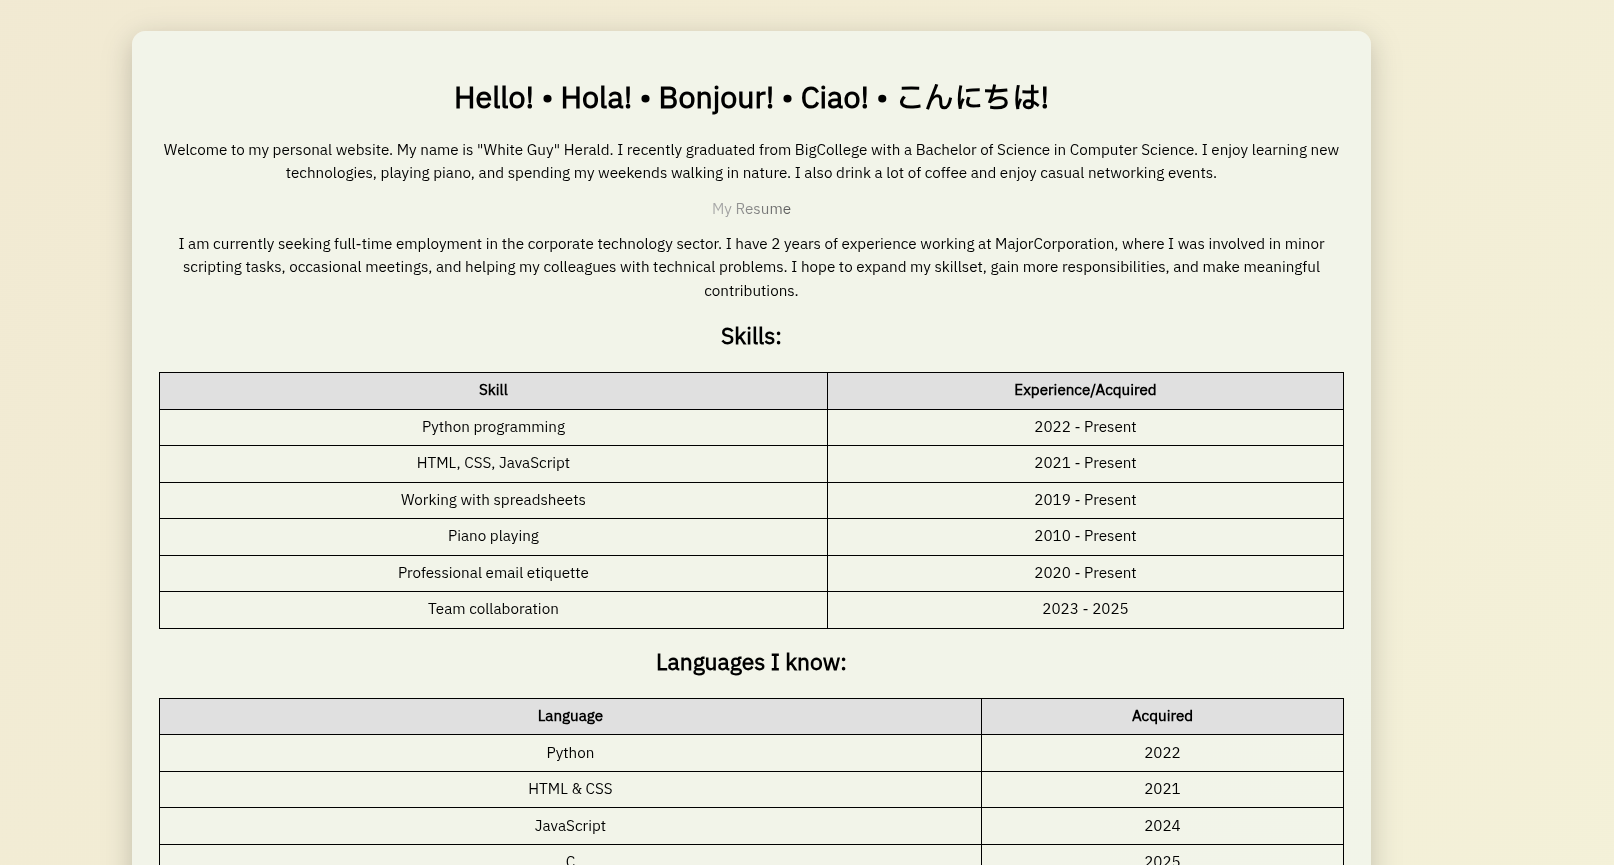 Hello! • Hola! • Bonjour! • Ciao! • こんにちは!
Welcome to my personal website. My name is "White Guy" Herald. I recently graduated from BigCollege with a Bachelor of Science in Computer Science. I enjoy learning new
technologies, playing piano, and spending my weekends walking in nature. I also drink a lot of coffee and enjoy casual networking events.
My Resume
I am currently seeking full-time employment in the corporate technology sector. I have 2 years of experience working at MajorCorporation, where I was involved in minor
scripting tasks, occasional meetings, and helping my colleagues with technical problems. I hope to expand my skillset, gain more responsibilities, and make meaningful
contributions.
Skills:
Skill Experience/Acquired
Python programming 2022 - Present
HTML, CSS, JavaScript 2021 - Present
Working with spreadsheets 2019 - Present
Piano playing 2010 - Present
Professional email etiquette 2020 - Present
Team collaboration 2023 - 2025
Languages I know:
Language Acquired
Python 2022
HTML & CSS 2021
JavaScript 2024
C 2025